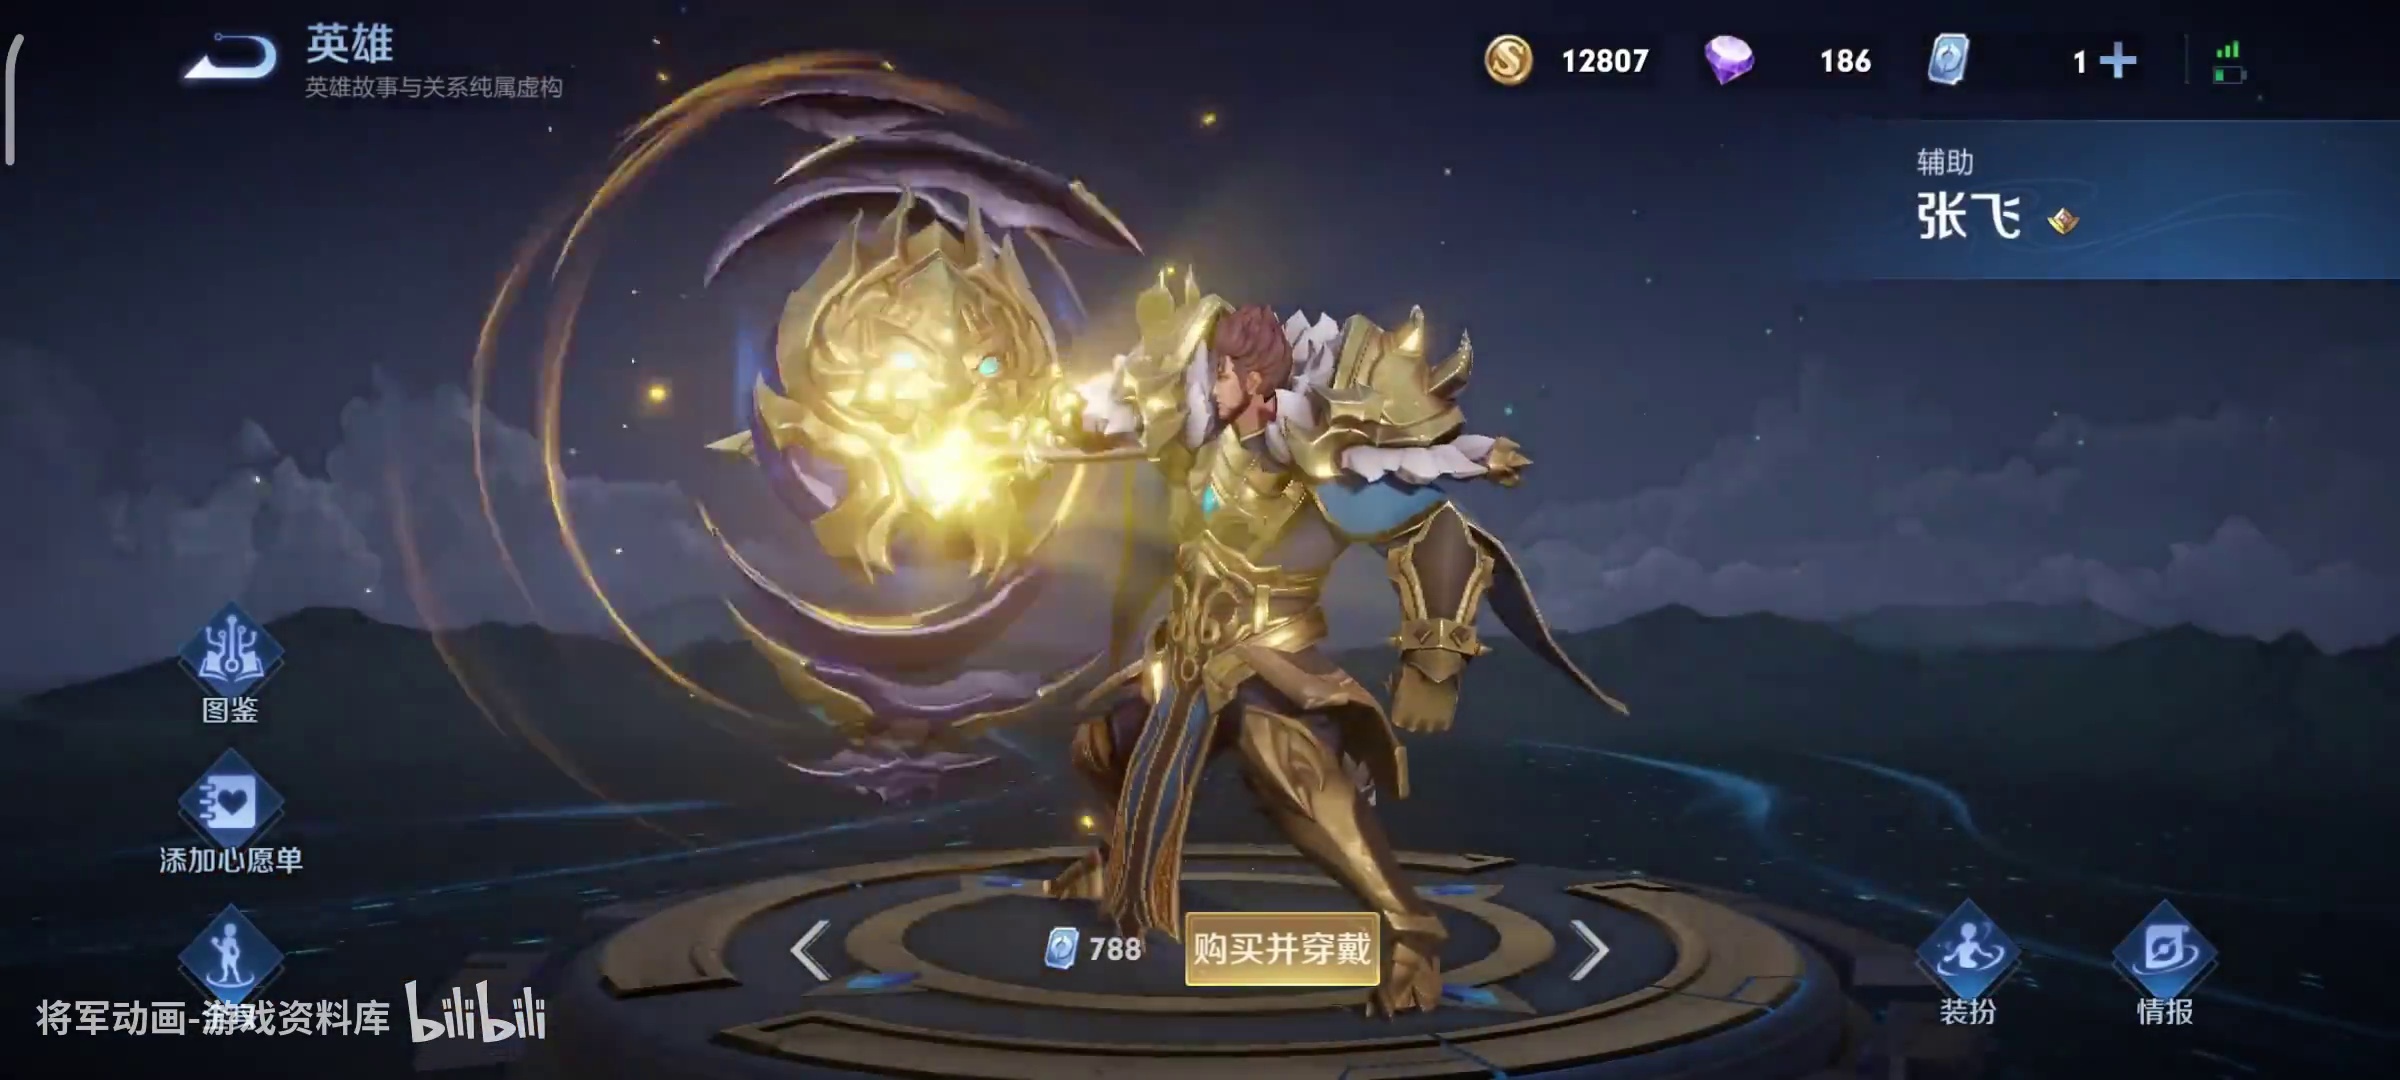 英雄
英雄故事与关系纯属虚构
12807
186
1
辅助
张飞
图鉴
添加心愿单
788
购买并穿戴
装扮
情报
将军动画-游戏资料库
bilibili